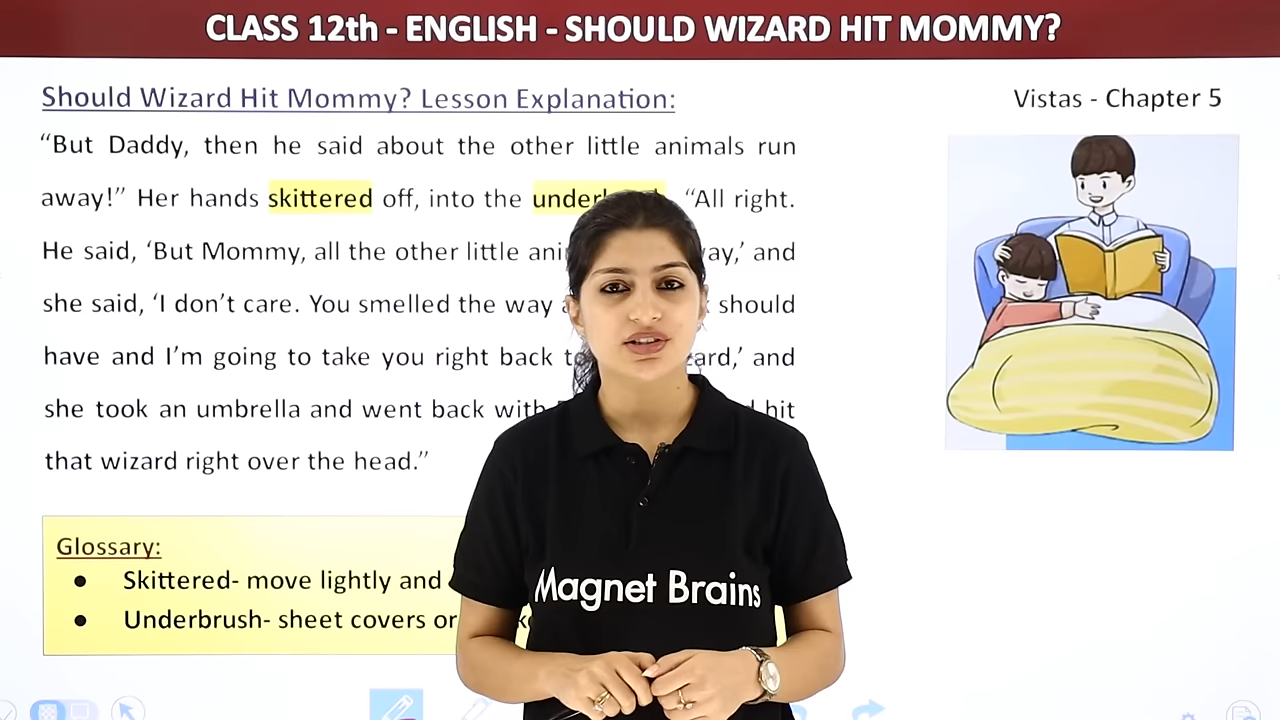 CLASS 12th - ENGLISH - SHOULD WIZARD HIT MOMMY?
Should Wizard Hit Mommy? Lesson Explanation:
Vistas - Chapter 5
“But Daddy, then he said about the other little animals run
away!” Her hands skittered off, into the “All right.
He said, ‘But Mommy, all the other little and
she said, ‘I don’t care. You smelled the way should
have and I’m going to take you right back and
she took an umbrella and went back with hit
that wizard right over the head.”
Glossary:
● Skittered- move lightly and
● Underbrush- sheet covers or
Magnet Brains